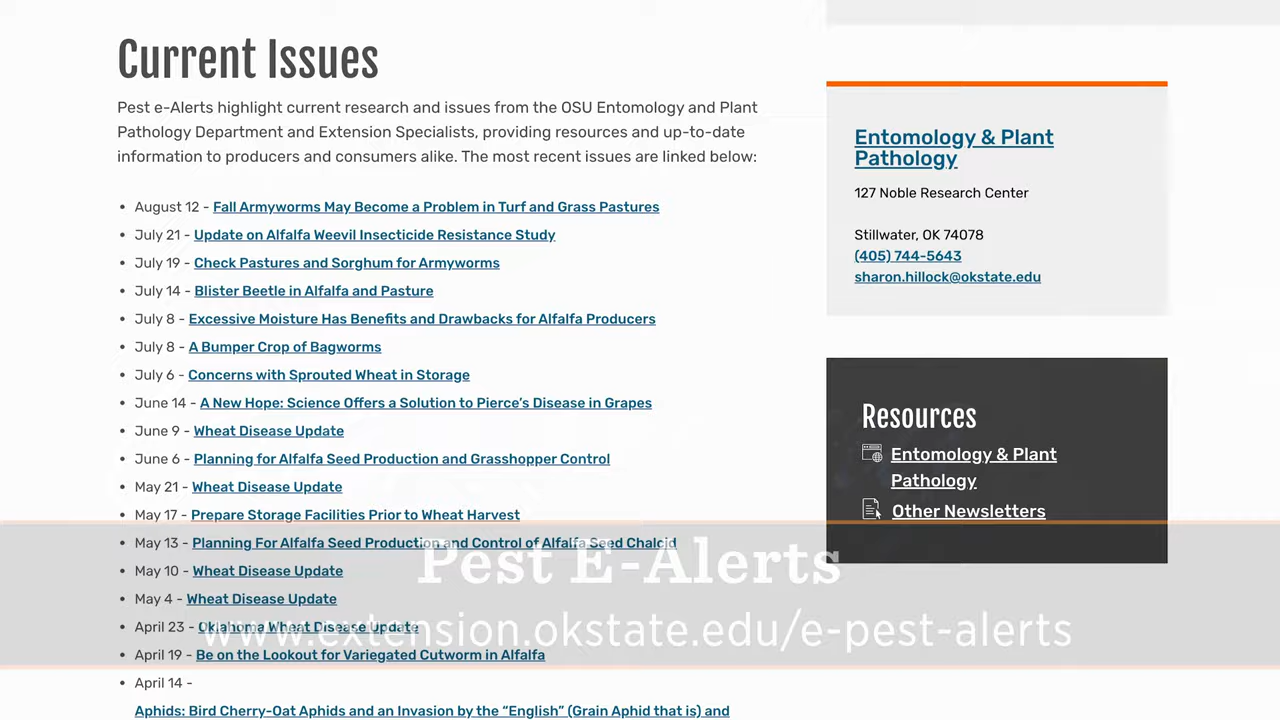 Current Issues
Pest e-Alerts highlight current research and issues from the OSU Entomology and Plant
Pathology Department and Extension Specialists, providing resources and up-to-date
information to producers and consumers alike. The most recent issues are linked below:
• August 12 - Fall Armyworms May Become a Problem in Turf and Grass Pastures
• July 21 - Update on Alfalfa Weevil Insecticide Resistance Study
• July 19 - Check Pastures and Sorghum for Armyworms
• July 14 - Blister Beetle in Alfalfa and Pasture
• July 8 - Excessive Moisture Has Benefits and Drawbacks for Alfalfa Producers
• July 8 - A Bumper Crop of Bagworms
• July 6 - Concerns with Sprouted Wheat in Storage
• June 14 - A New Hope: Science Offers a Solution to Pierce's Disease in Grapes
• June 9 - Wheat Disease Update
• June 6 - Planning for Alfalfa Seed Production and Grasshopper Control
• May 21 - Wheat Disease Update
• May 17 - Prepare Storage Facilities Prior to Wheat Harvest
• May 13 - Planning For Alfalfa Seed Production and Control of Alfalfa Seed Chalcid
• May 10 - Wheat Disease Update
• May 4 - Wheat Disease Update
• April 23 - Oklahoma Wheat Disease Update
• April 19 - Be on the Lookout for Variegated Cutworm in Alfalfa
• April 14 -
Aphids: Bird Cherry-Oat Aphids and an Invasion by the “English” (Grain Aphid that is) and
Entomology & Plant
Pathology
127 Noble Research Center
Stillwater, OK 74078
(405) 744-5643
sharon.hillock@okstate.edu
Resources
Entomology & Plant
Pathology
Other Newsletters
Pest E-Alerts
www.extension.okstate.edu/e-pest-alerts